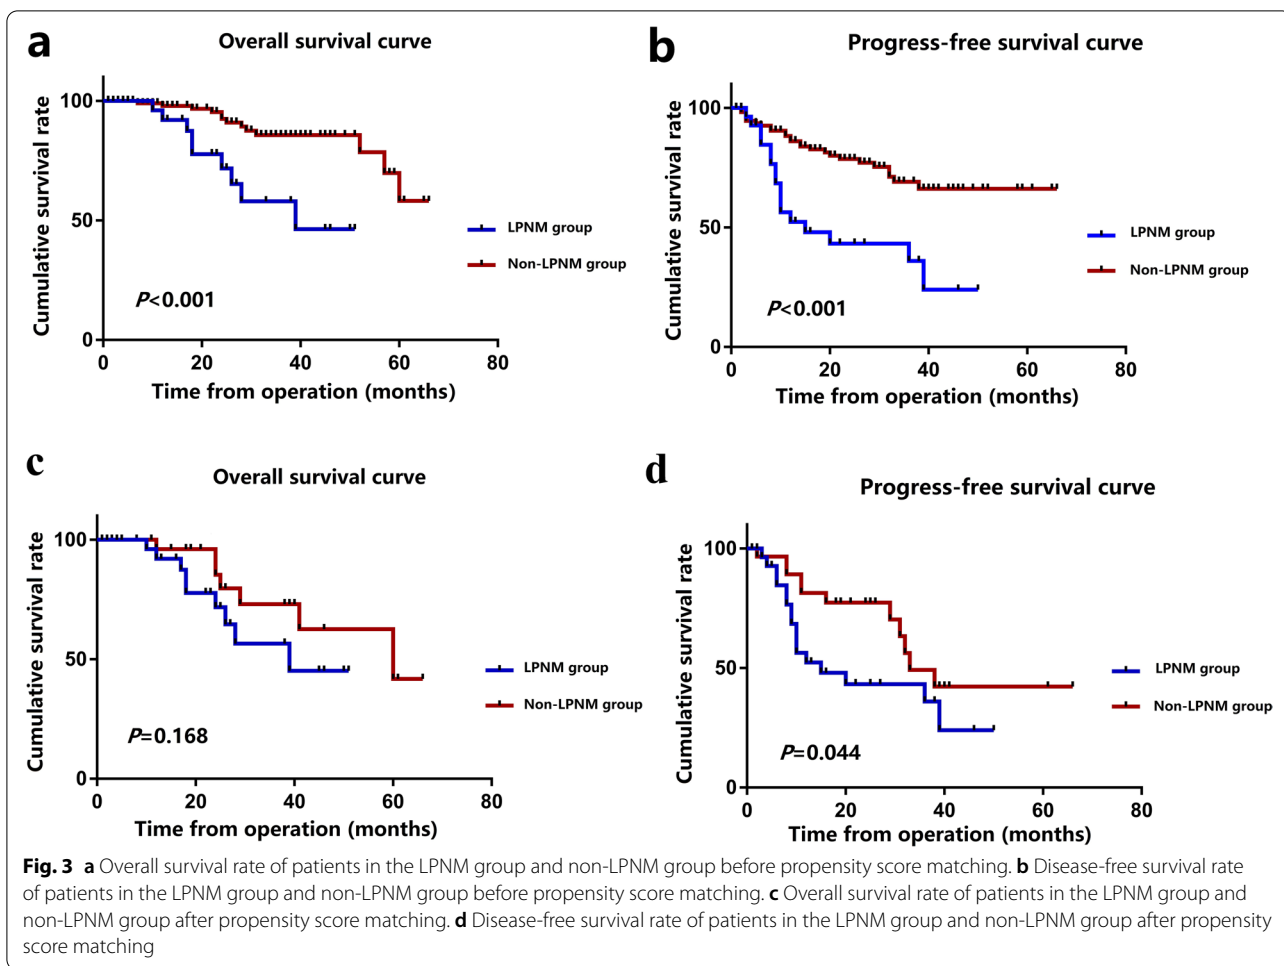 a
Overall survival curve
Cumulative survival rate
100
50
0
0 20 40 60 80
Time from operation (months)
LPNM group
Non-LPNM group
P<0.001
b
Progress-free survival curve
Cumulative survival rate
100
50
0
0 20 40 60 80
Time from operation (months)
LPNM group
Non-LPNM group
P<0.001
c
Overall survival curve
Cumulative survival rate
100
50
0
0 20 40 60 80
Time from operation (months)
LPNM group
Non-LPNM group
P=0.168
d
Progress-free survival curve
Cumulative survival rate
100
50
0
0 20 40 60 80
Time from operation (months)
LPNM group
Non-LPNM group
P=0.044
Fig. 3 a Overall survival rate of patients in the LPNM group and non-LPNM group before propensity score matching. b Disease-free survival rate
of patients in the LPNM group and non-LPNM group before propensity score matching. c Overall survival rate of patients in the LPNM group and
non-LPNM group after propensity score matching. d Disease-free survival rate of patients in the LPNM group and non-LPNM group after propensity
score matching